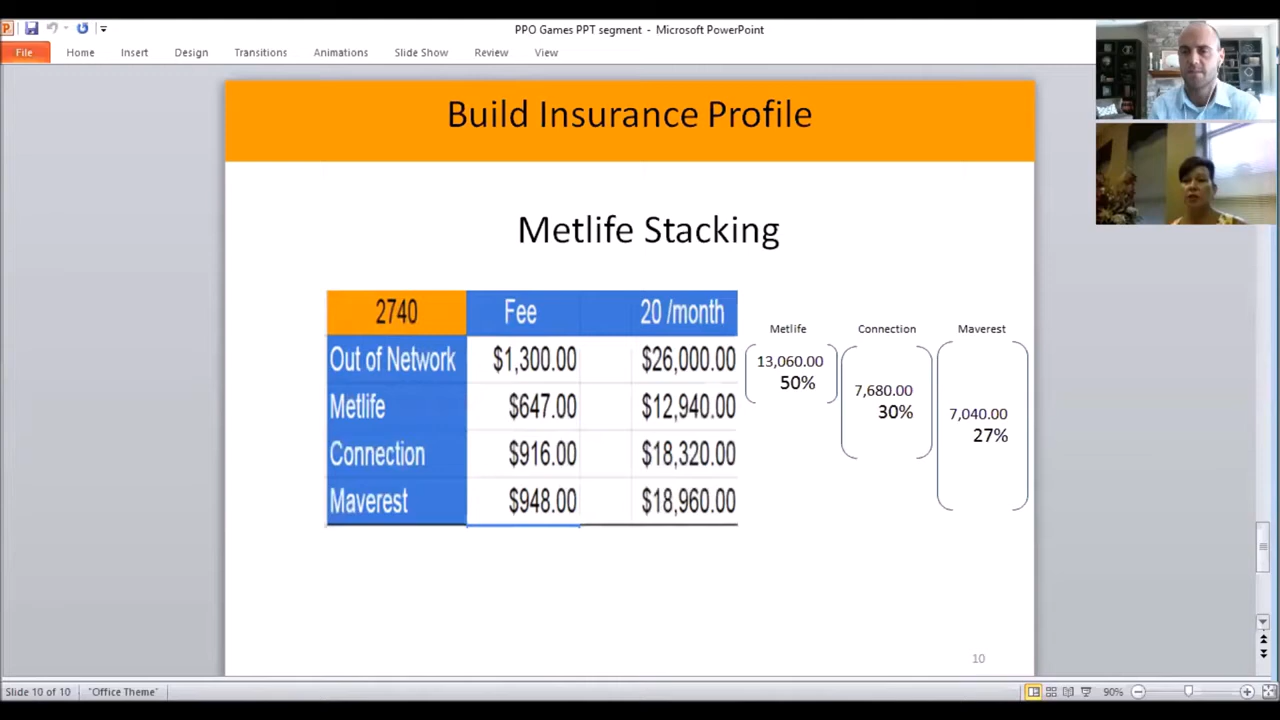 PPO Games PPT segment - Microsoft PowerPoint
File Home Insert Design Transitions Animations Slide Show Review View
Build Insurance Profile
Metlife Stacking
2740 Fee 20 /month
Out of Network $1,300.00 $26,000.00
Metlife $647.00 $12,940.00
Connection $916.00 $18,320.00
Maverest $948.00 $18,960.00
Metlife
13,060.00
50%
Connection
7,680.00
30%
Maverest
7,040.00
27%
10
Slide 10 of 10 "Office Theme" 90%